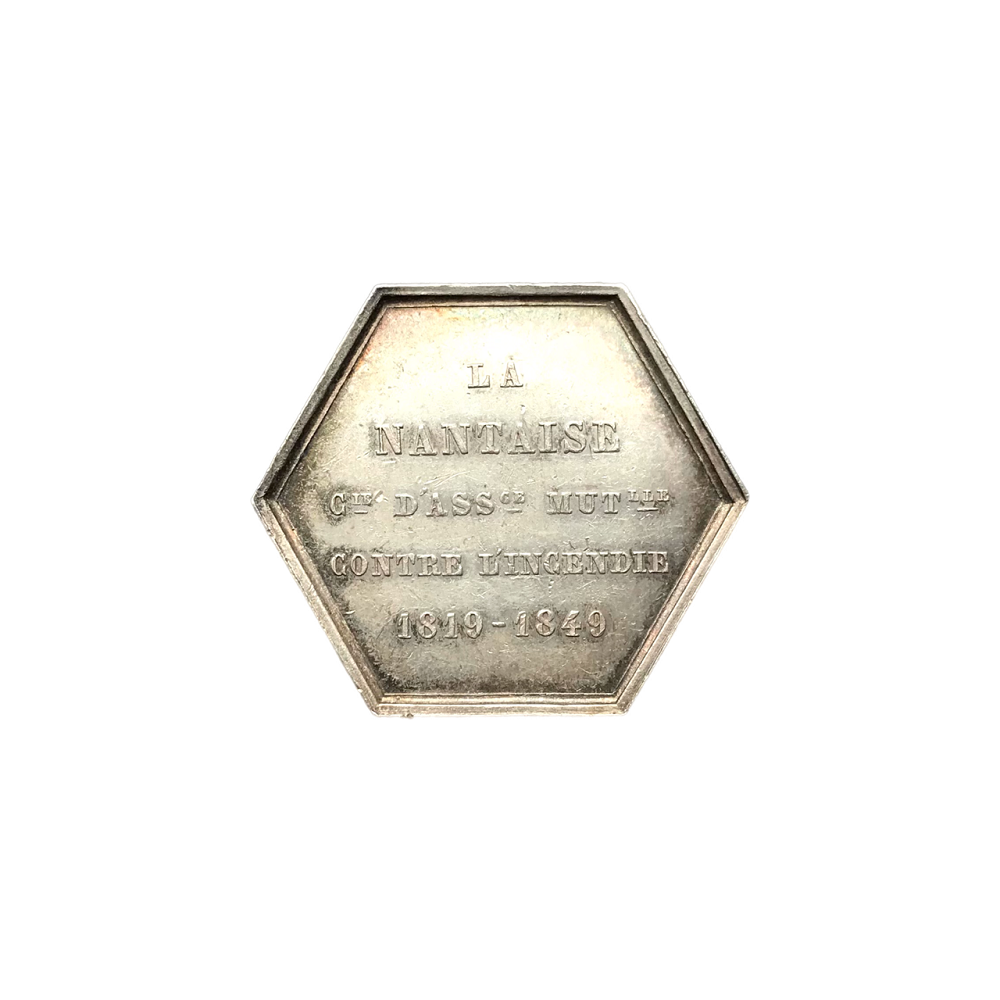 LA
NANTAISE
CIE D'ASSCE MUTLLE
CONTRE L'INCENDIE
1819-1849